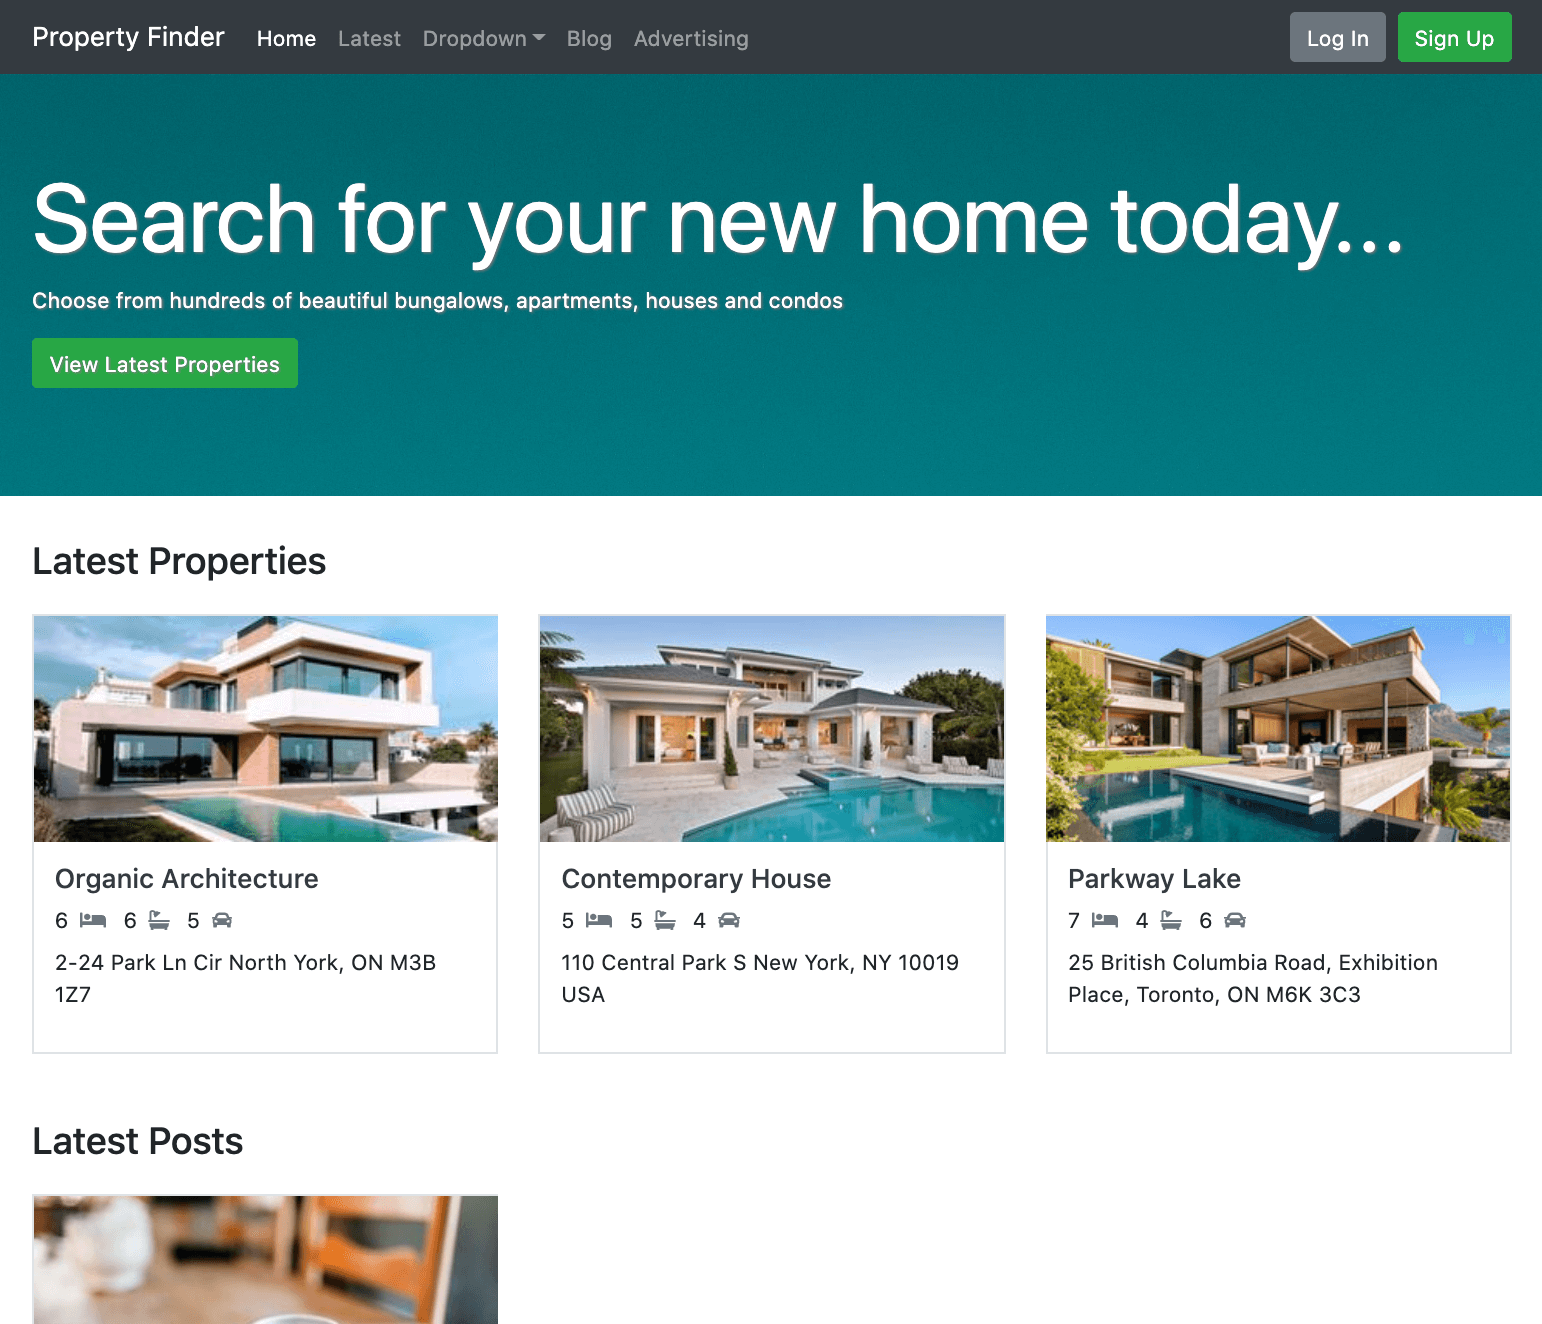 Property Finder Home Latest Dropdown Blog Advertising Log In Sign Up
Search for your new home today...
Choose from hundreds of beautiful bungalows, apartments, houses and condos
View Latest Properties
Latest Properties
Organic Architecture
6 6 5
2-24 Park Ln Cir North York, ON M3B
1Z7
Contemporary House
5 5 4
110 Central Park S New York, NY 10019
USA
Parkway Lake
7 4 6
25 British Columbia Road, Exhibition
Place, Toronto, ON M6K 3C3
Latest Posts